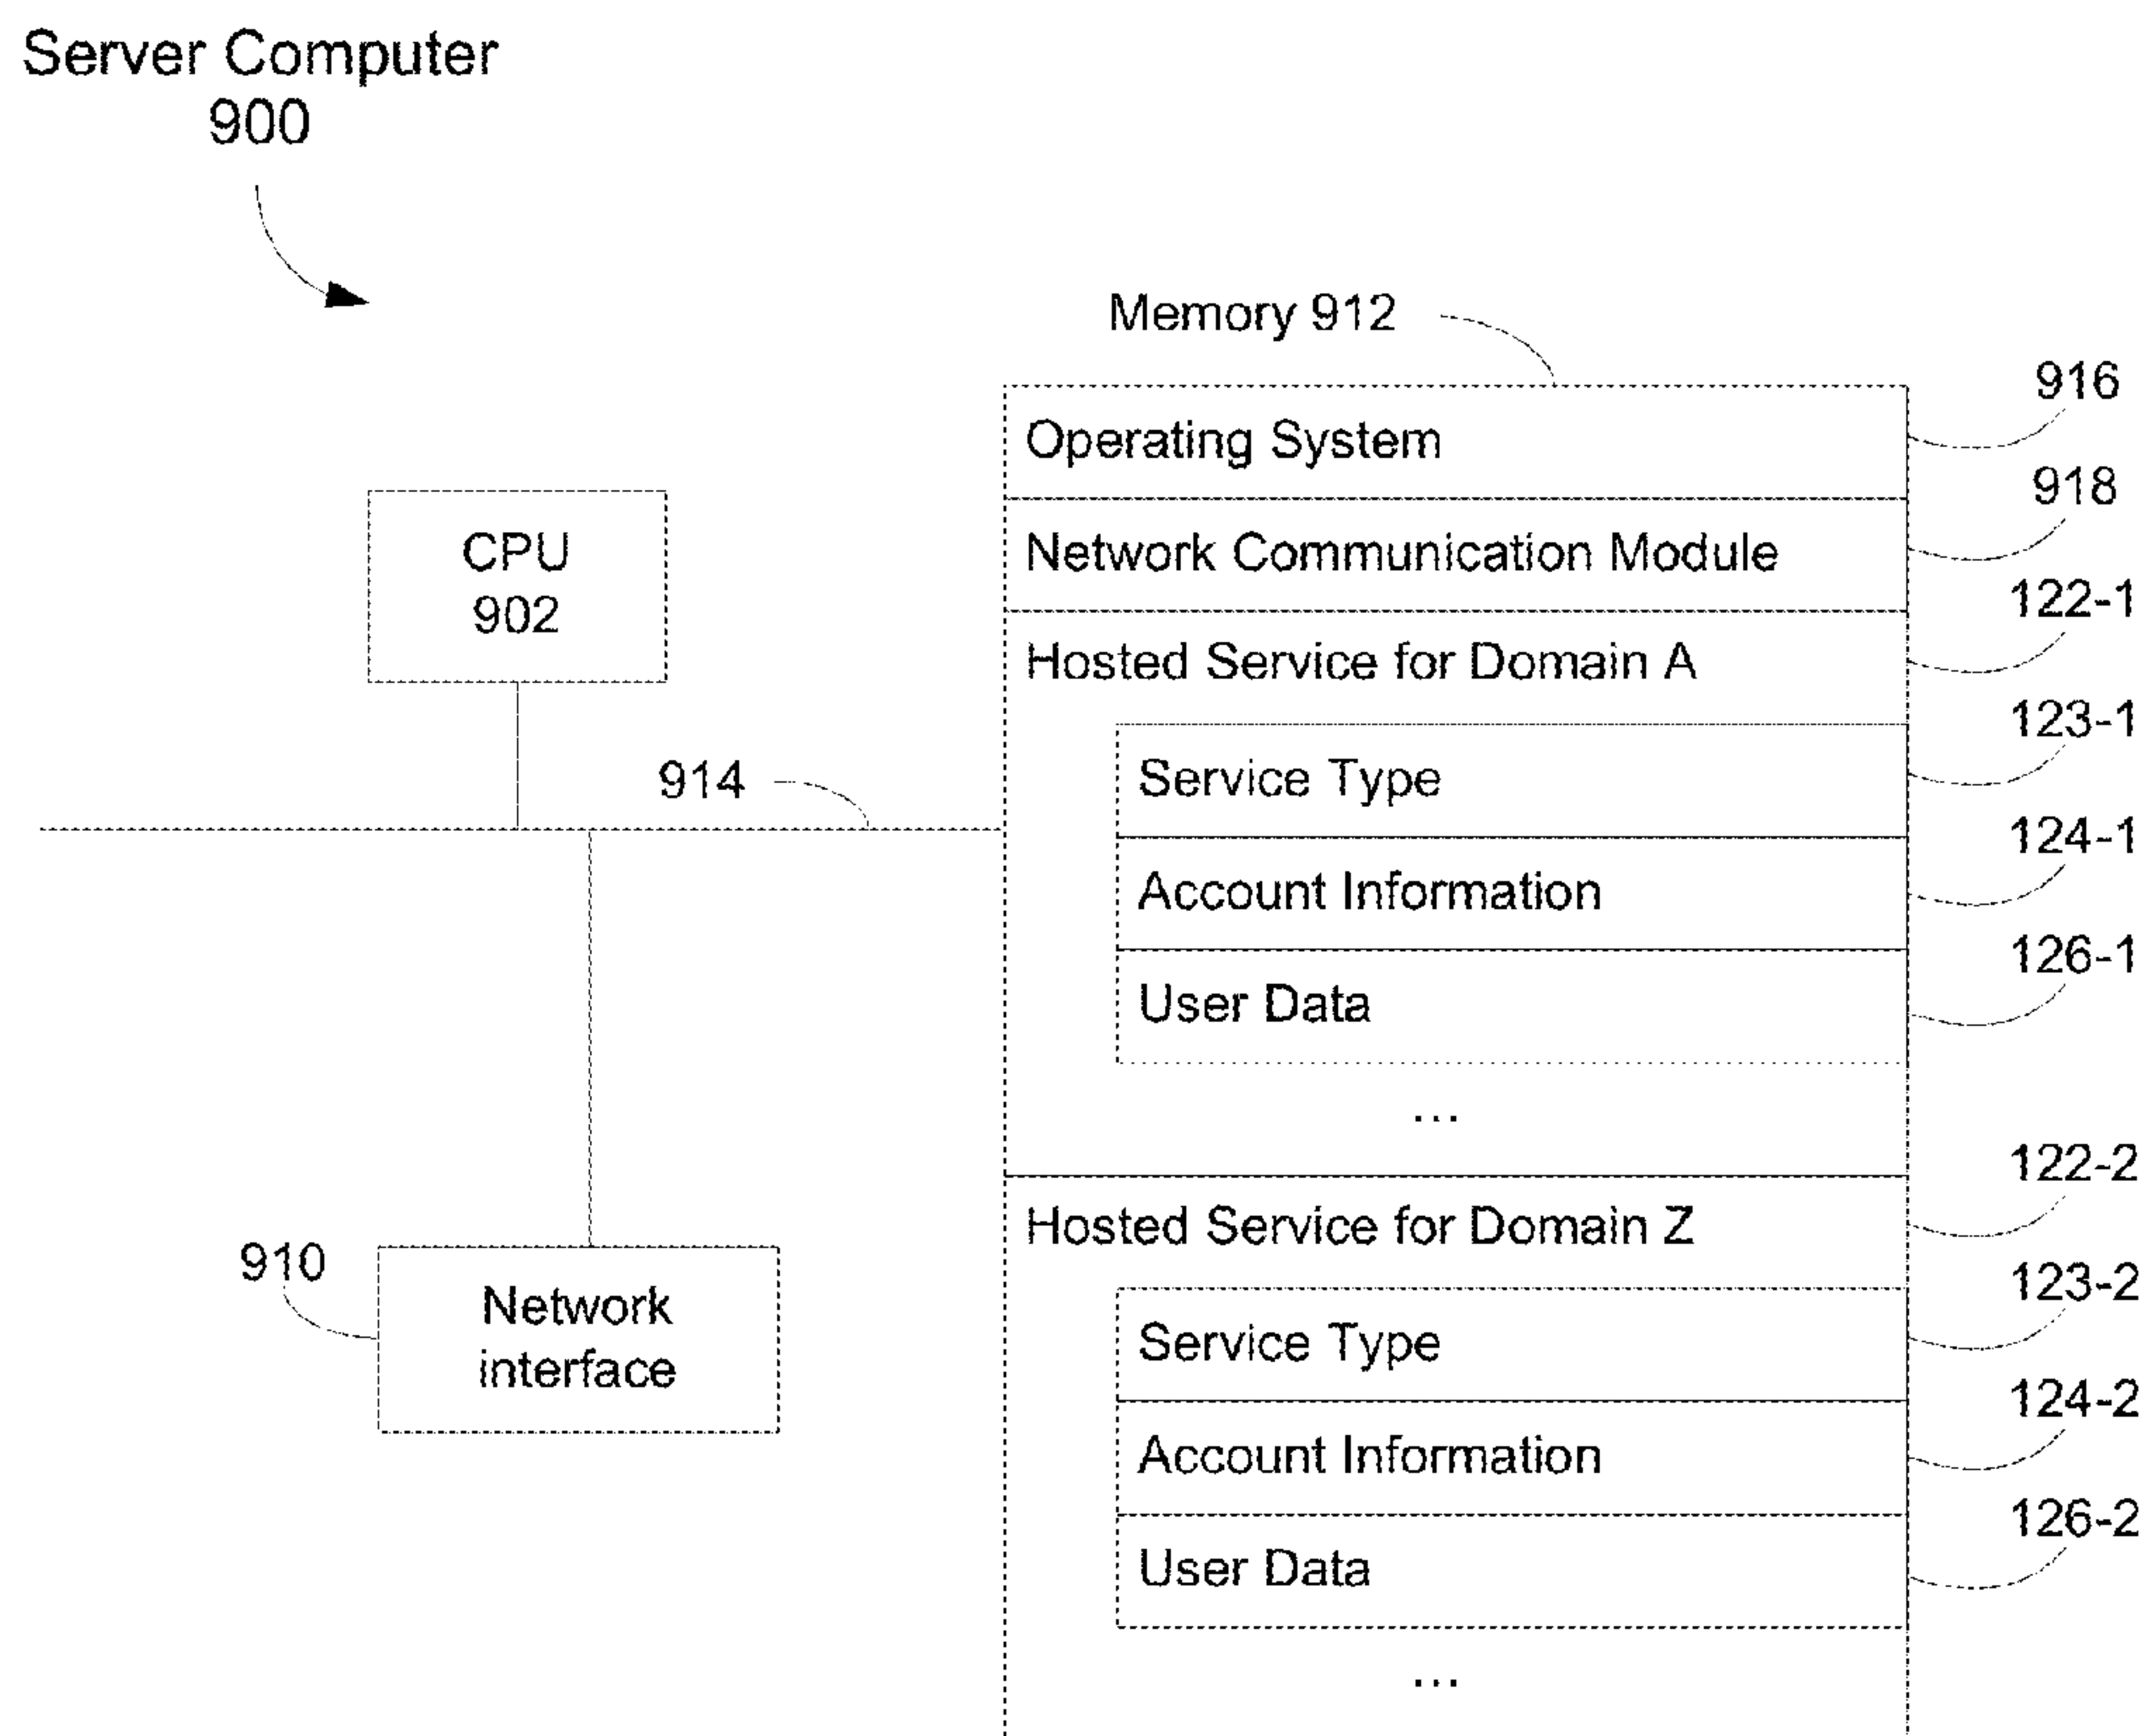 Server Computer
900
Memory 912
916
Operating System
918
CPU
902
Network Communication Module
122-1
Hosted Service for Domain A
123-1
914
Service Type
124-1
Account Information
126-1
User Data
...
122-2
Hosted Service for Domain Z
910
Network
interface
123-2
Service Type
124-2
Account Information
126-2
User Data
...